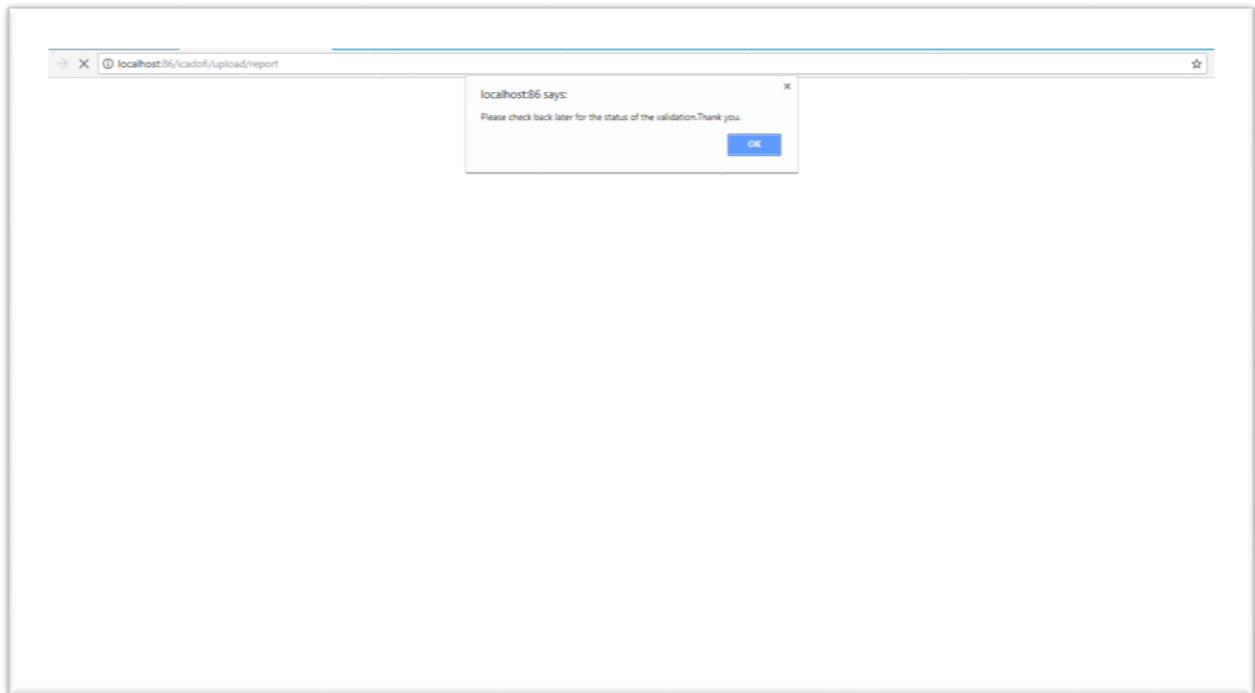 localhost:86/icadofi/upload/report
localhost:86 says:
Please check back later for the status of the validation.Thank you.
OK